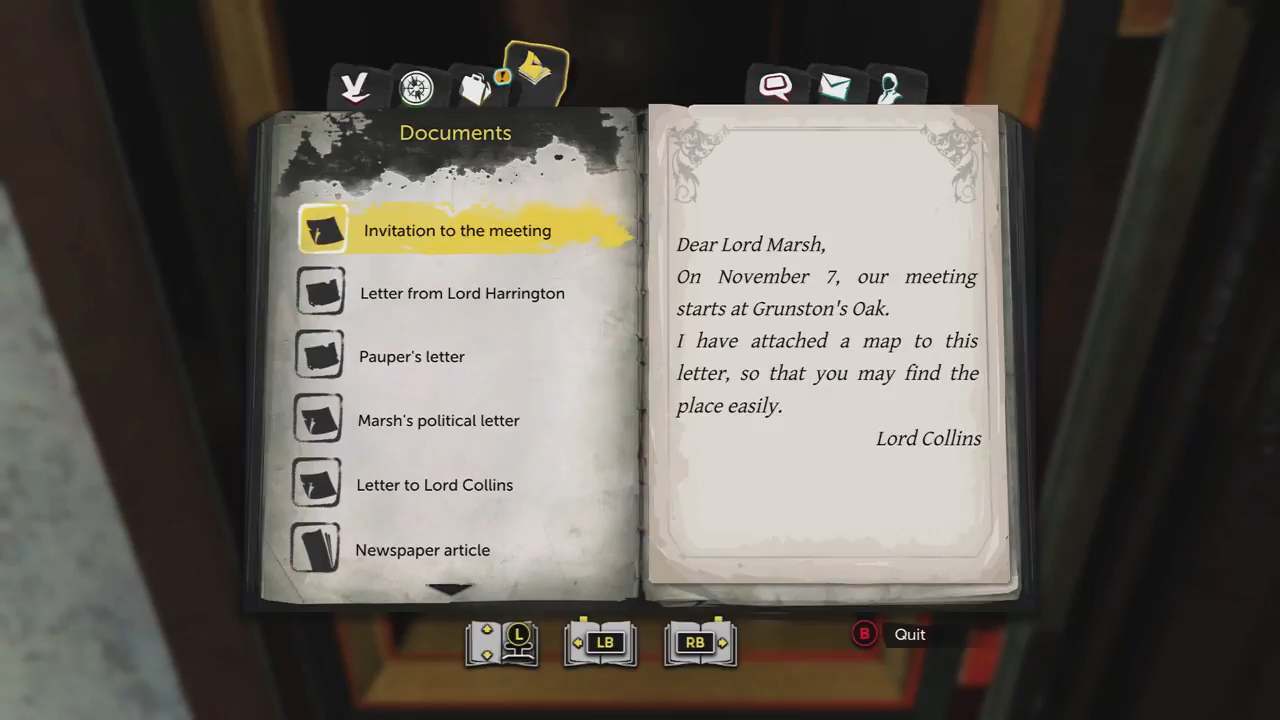 Documents
Invitation to the meeting
Letter from Lord Harrington
Pauper's letter
Marsh's political letter
Letter to Lord Collins
Newspaper article
Dear Lord Marsh,
On November 7, our meeting
starts at Grunston's Oak.
I have attached a map to this
letter, so that you may find the
place easily.
Lord Collins
L
LB
RB
B Quit